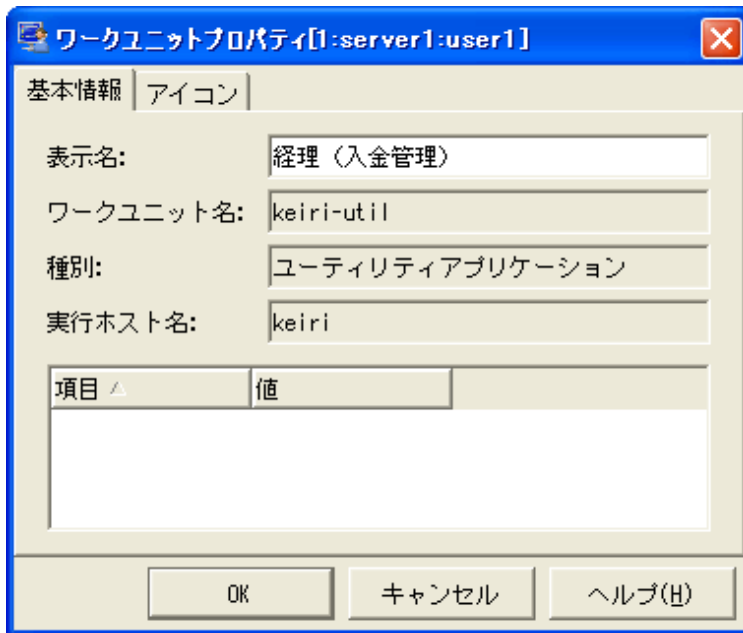 ワークユニットプロパティ[1:server1:user1]
基本情報 アイコン
表示名: 経理（入金管理）
ワークユニット名: keiri-util
種別: ユーティリティアプリケーション
実行ホスト名: keiri
項目 値
OK キャンセル ヘルプ(H)